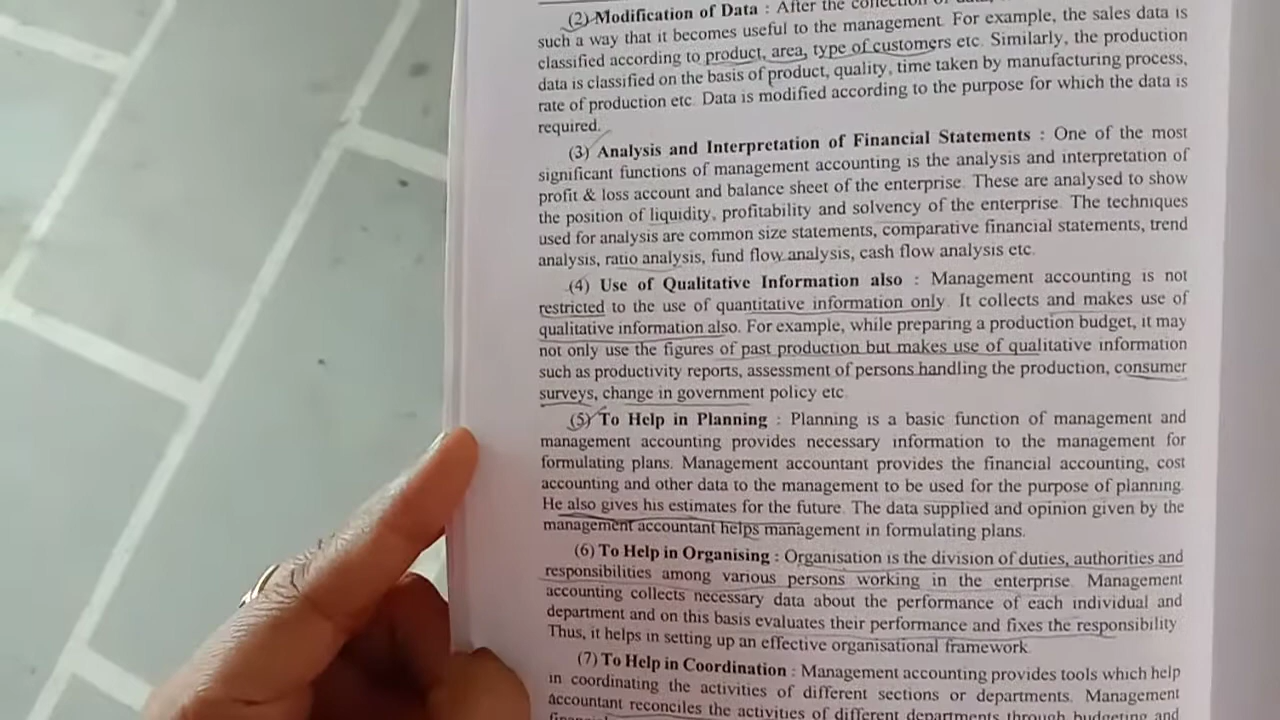 (2) Modification of Data : After the collection of data,
such a way that it becomes useful to the management. For example, the sales data is
classified according to product, area, type of customers etc. Similarly, the production
data is classified on the basis of product, quality, time taken by manufacturing process,
rate of production etc. Data is modified according to the purpose for which the data is
required.
(3) Analysis and Interpretation of Financial Statements : One of the most
significant functions of management accounting is the analysis and interpretation of
profit & loss account and balance sheet of the enterprise. These are analysed to show
the position of liquidity, profitability and solvency of the enterprise. The techniques
used for analysis are common size statements, comparative financial statements, trend
analysis, ratio analysis, fund flow analysis, cash flow analysis etc.
(4) Use of Qualitative Information also : Management accounting is not
restricted to the use of quantitative information only. It collects and makes use of
qualitative information also. For example, while preparing a production budget, it may
not only use the figures of past production but makes use of qualitative information
such as productivity reports, assessment of persons handling the production, consumer
surveys, change in government policy etc.
(5) To Help in Planning : Planning is a basic function of management and
management accounting provides necessary information to the management for
formulating plans. Management accountant provides the financial accounting, cost
accounting and other data to the management to be used for the purpose of planning.
He also gives his estimates for the future. The data supplied and opinion given by the
management accountant helps management in formulating plans.
(6) To Help in Organising : Organisation is the division of duties, authorities and
responsibilities among various persons working in the enterprise. Management
accounting collects necessary data about the performance of each individual and
department and on this basis evaluates their performance and fixes the responsibility.
Thus, it helps in setting up an effective organisational framework.
(7) To Help in Coordination : Management accounting provides tools which help
in coordinating the activities of different sections or departments. Management
accountant reconciles the activities of different departments through budgeting and